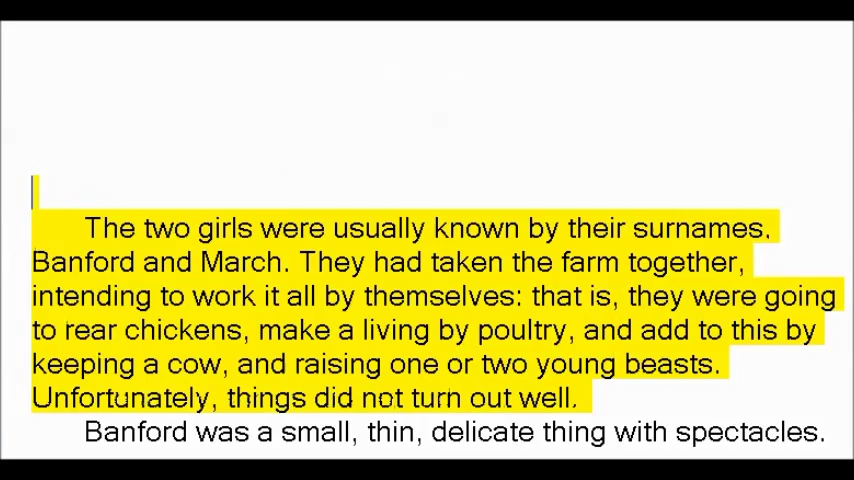 The two girls were usually known by their surnames.
Banford and March. They had taken the farm together,
intending to work it all by themselves: that is, they were going
to rear chickens, make a living by poultry, and add to this by
keeping a cow, and raising one or two young beasts.
Unfortunately, things did not turn out well.
Banford was a small, thin, delicate thing with spectacles.